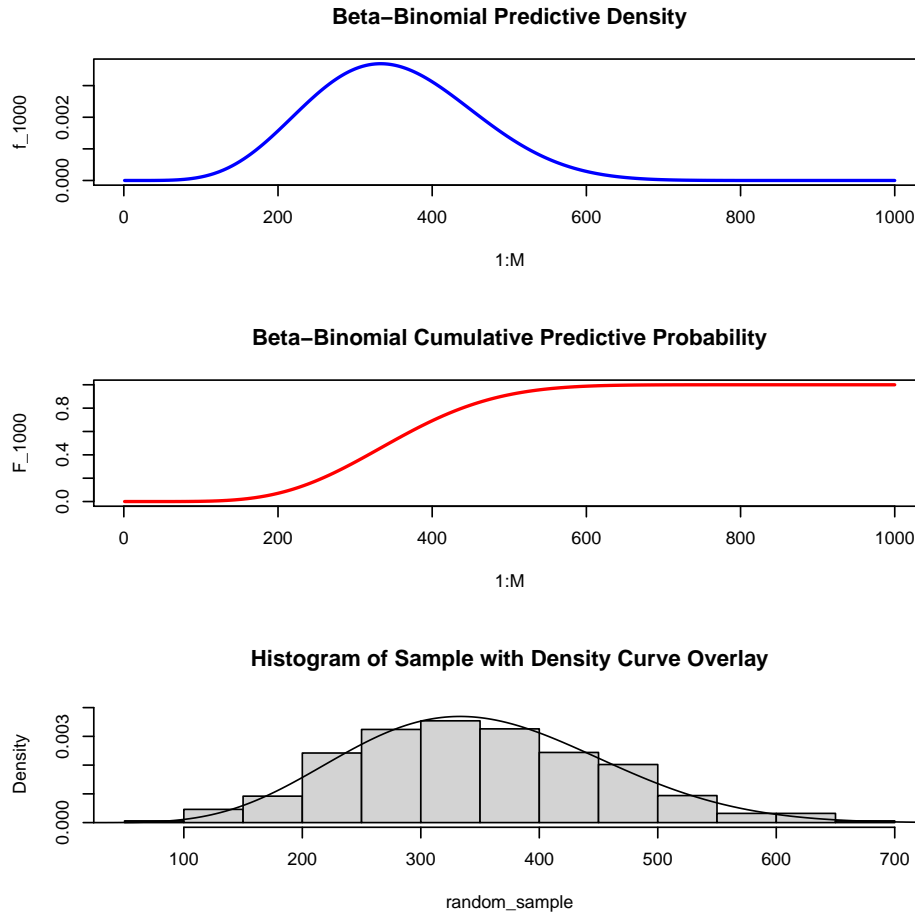 Beta−Binomial Predictive Density
f_1000
0.002
0.000
0 200 400 600 800 1000
1:M
Beta−Binomial Cumulative Predictive Probability
F_1000
0.8
0.4
0.0
0 200 400 600 800 1000
1:M
Histogram of Sample with Density Curve Overlay
Density
0.003
0.000
100 200 300 400 500 600 700
random_sample